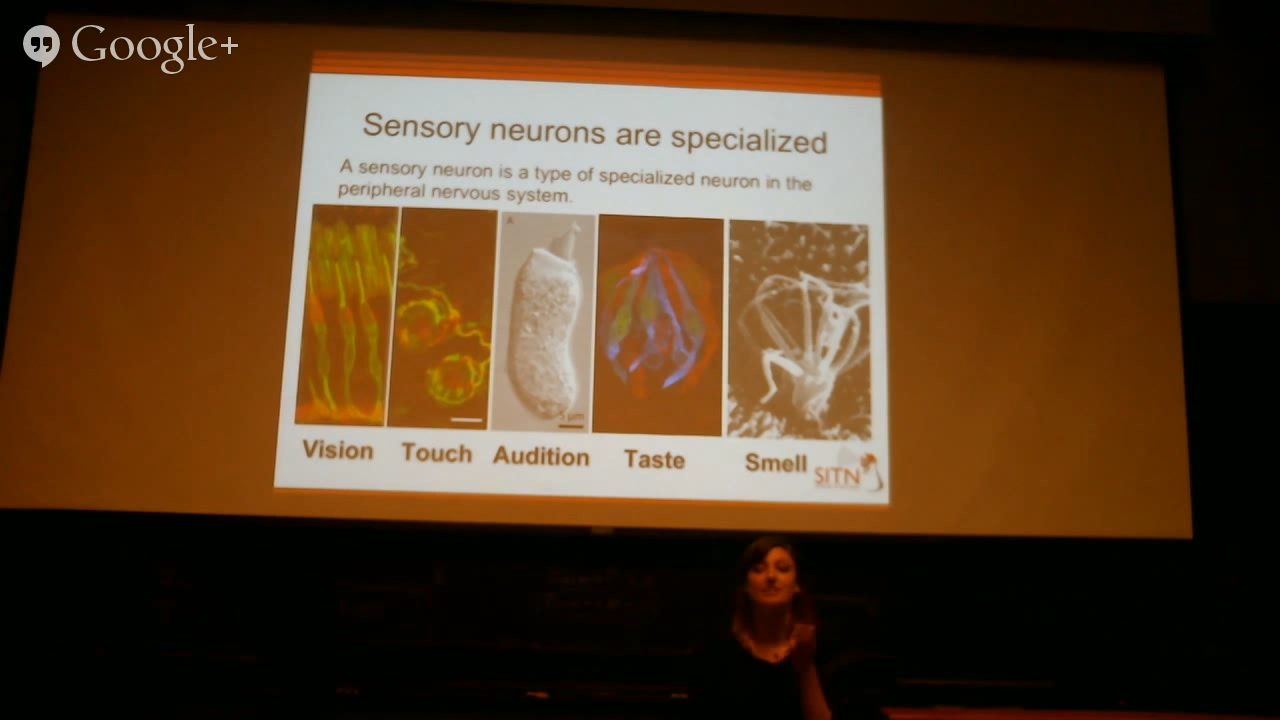 Google+
Sensory neurons are specialized
A sensory neuron is a type of specialized neuron in the
peripheral nervous system.
A
Vision Touch Audition Taste Smell
SITN